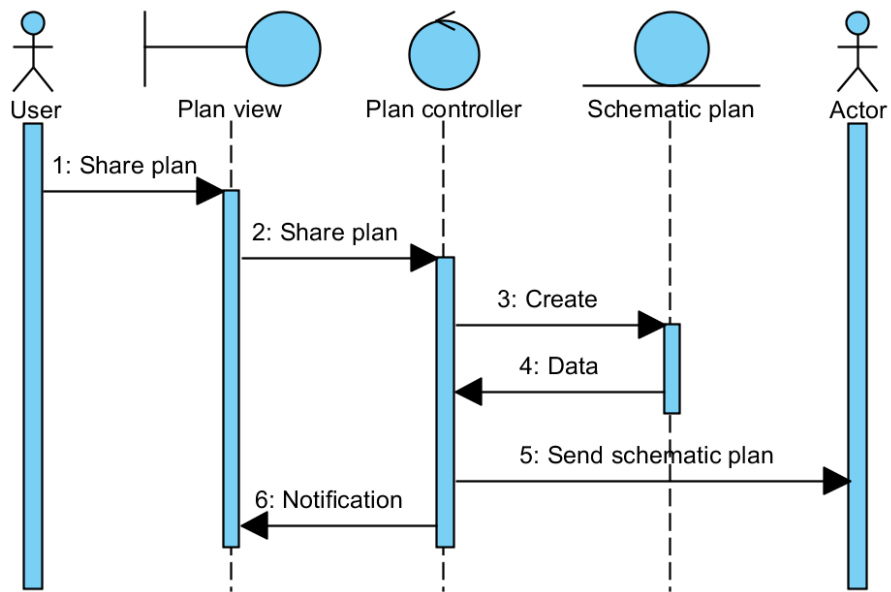 User
Plan view
Plan controller
Schematic plan
Actor
1: Share plan
2: Share plan
3: Create
4: Data
5: Send schematic plan
6: Notification